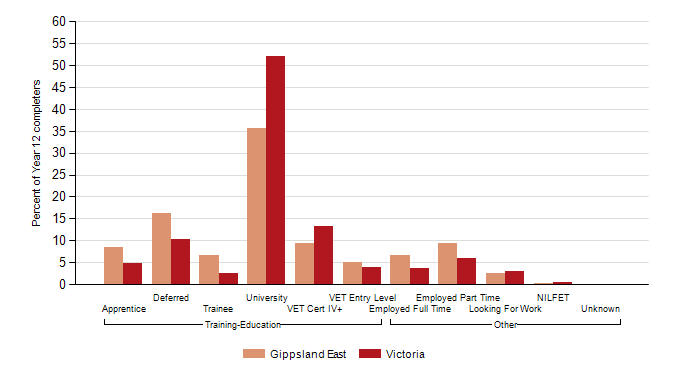 Percent of Year 12 completers
60
55
50
45
40
35
30
25
20
15
10
5
0
Deferred University VET Entry Level Employed Part Time NILFET
Apprentice Trainee VET Cert IV+ Employed Full Time Looking For Work Unknown
Training-Education Other
Gippsland East Victoria